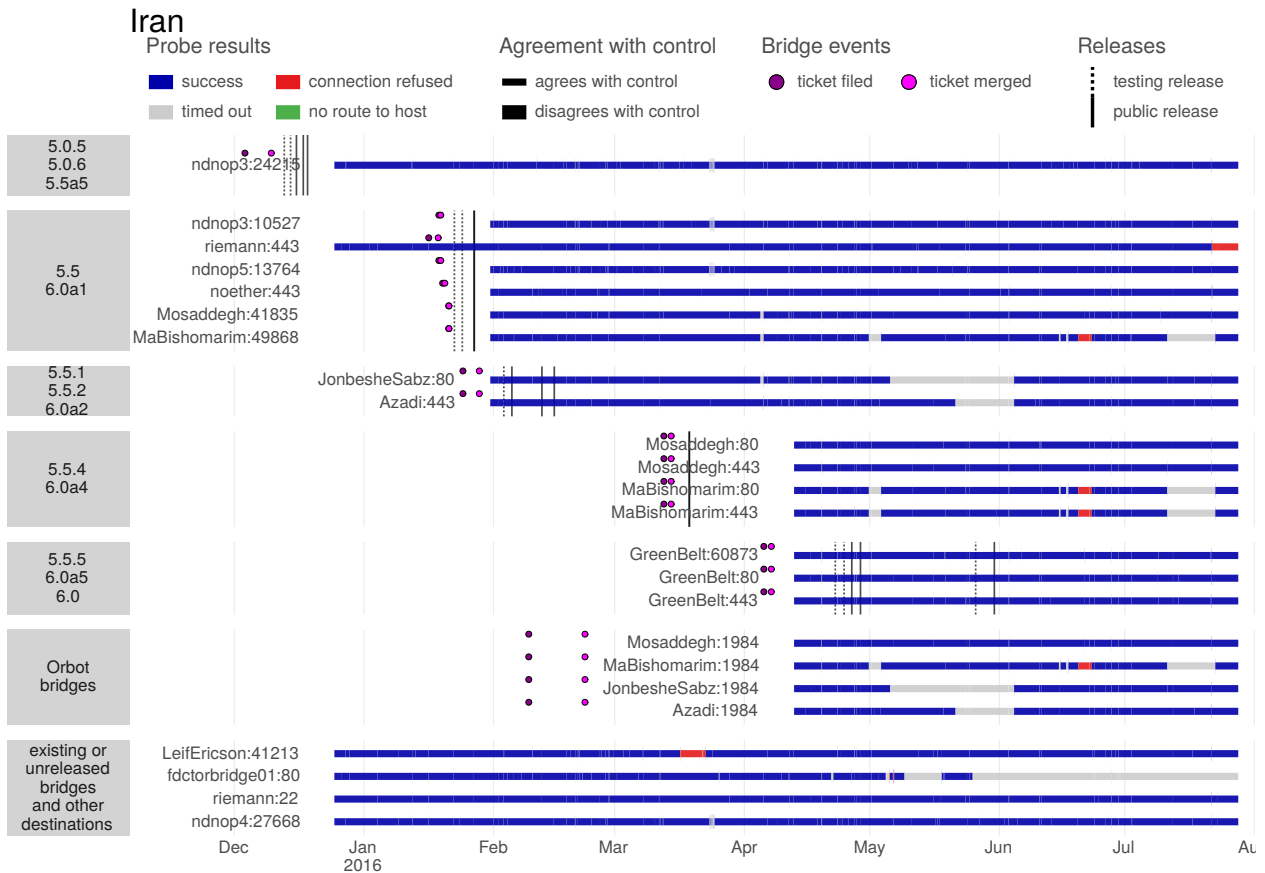 Iran
Probe results
Agreement with control
Bridge events
Releases
success
connection refused
agrees with control
ticket filed
ticket merged
testing release
timed out
no route to host
disagrees with control
public release
5.0.5
5.0.6
5.5a5
ndnop3:24215
5.5
6.0a1
ndnop3:10527
riemann:443
ndnop5:13764
noether:443
Mosaddegh:41835
MaBishomarim:49868
5.5.1
5.5.2
6.0a2
JonbesheSabz:80
Azadi:443
5.5.4
6.0a4
Mosaddegh:80
Mosaddegh:443
MaBishomarim:80
MaBishomarim:443
5.5.5
6.0a5
6.0
GreenBelt:60873
GreenBelt:80
GreenBelt:443
Orbot
bridges
Mosaddegh:1984
MaBishomarim:1984
JonbesheSabz:1984
Azadi:1984
existing or
unreleased
bridges
and other
destinations
LeifEricson:41213
fdctorbridge01:80
riemann:22
ndnop4:27668
Dec
Jan
2016
Feb
Mar
Apr
May
Jun
Jul
Au